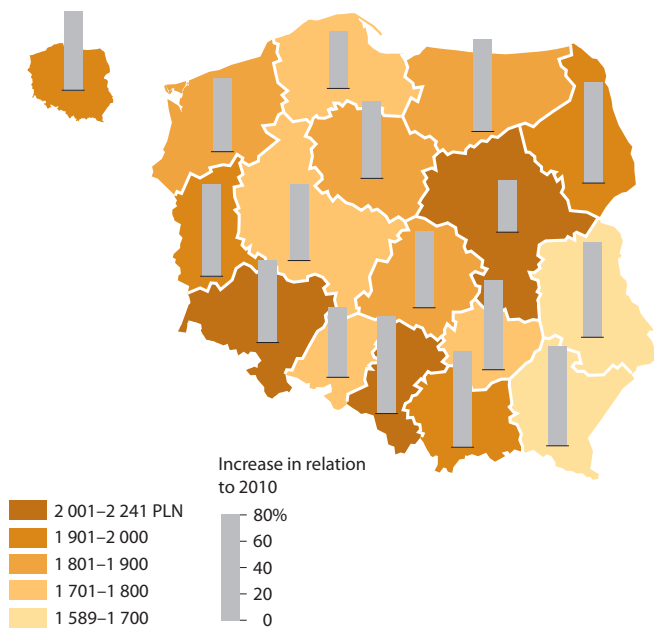 Increase in relation
to 2010
80%
60
40
20
0
2 001–2 241 PLN
1 901–2 000
1 801–1 900
1 701–1 800
1 589–1 700